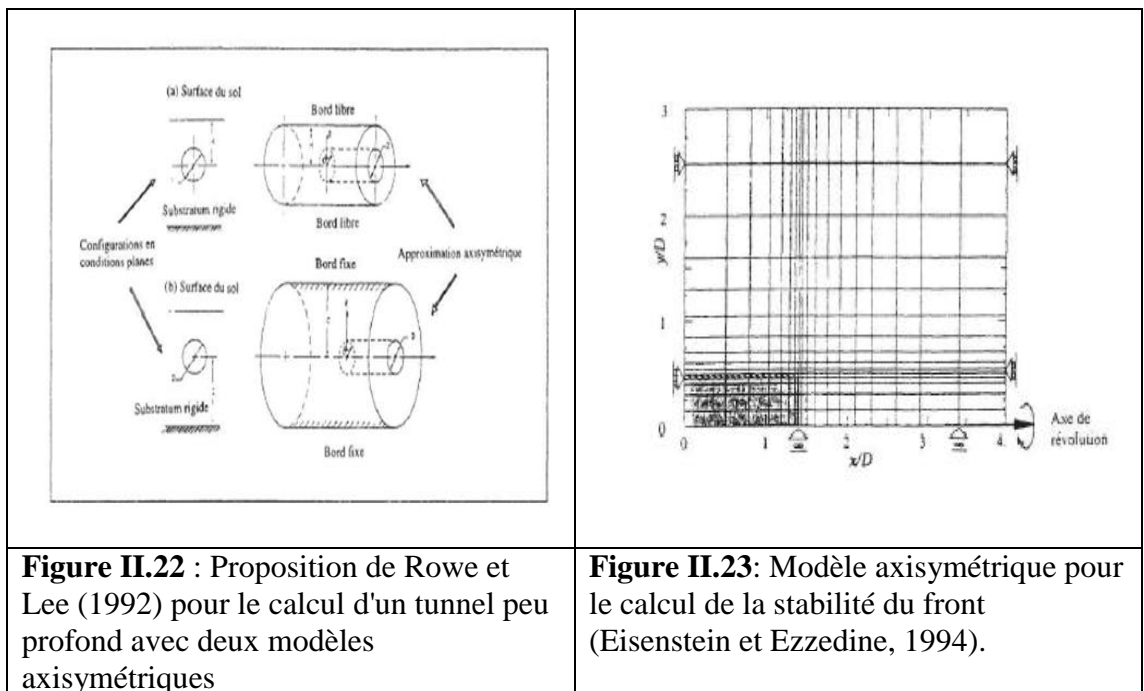 (a) Surface du sol
Bord libre
Substratum rigide
Bord libre
Configurations en
conditions planes
Approximation axisymétrique
Bord fixe
(b) Surface du sol
Substratum rigide
Bord fixe
3
2
y/D
1
0
0
1
2
3
4
x/D
Axe de
révolution
Figure II.22 : Proposition de Rowe et
Lee (1992) pour le calcul d'un tunnel peu
profond avec deux modèles
axisymétriques
Figure II.23: Modèle axisymétrique pour
le calcul de la stabilité du front
(Eisenstein et Ezzedine, 1994).